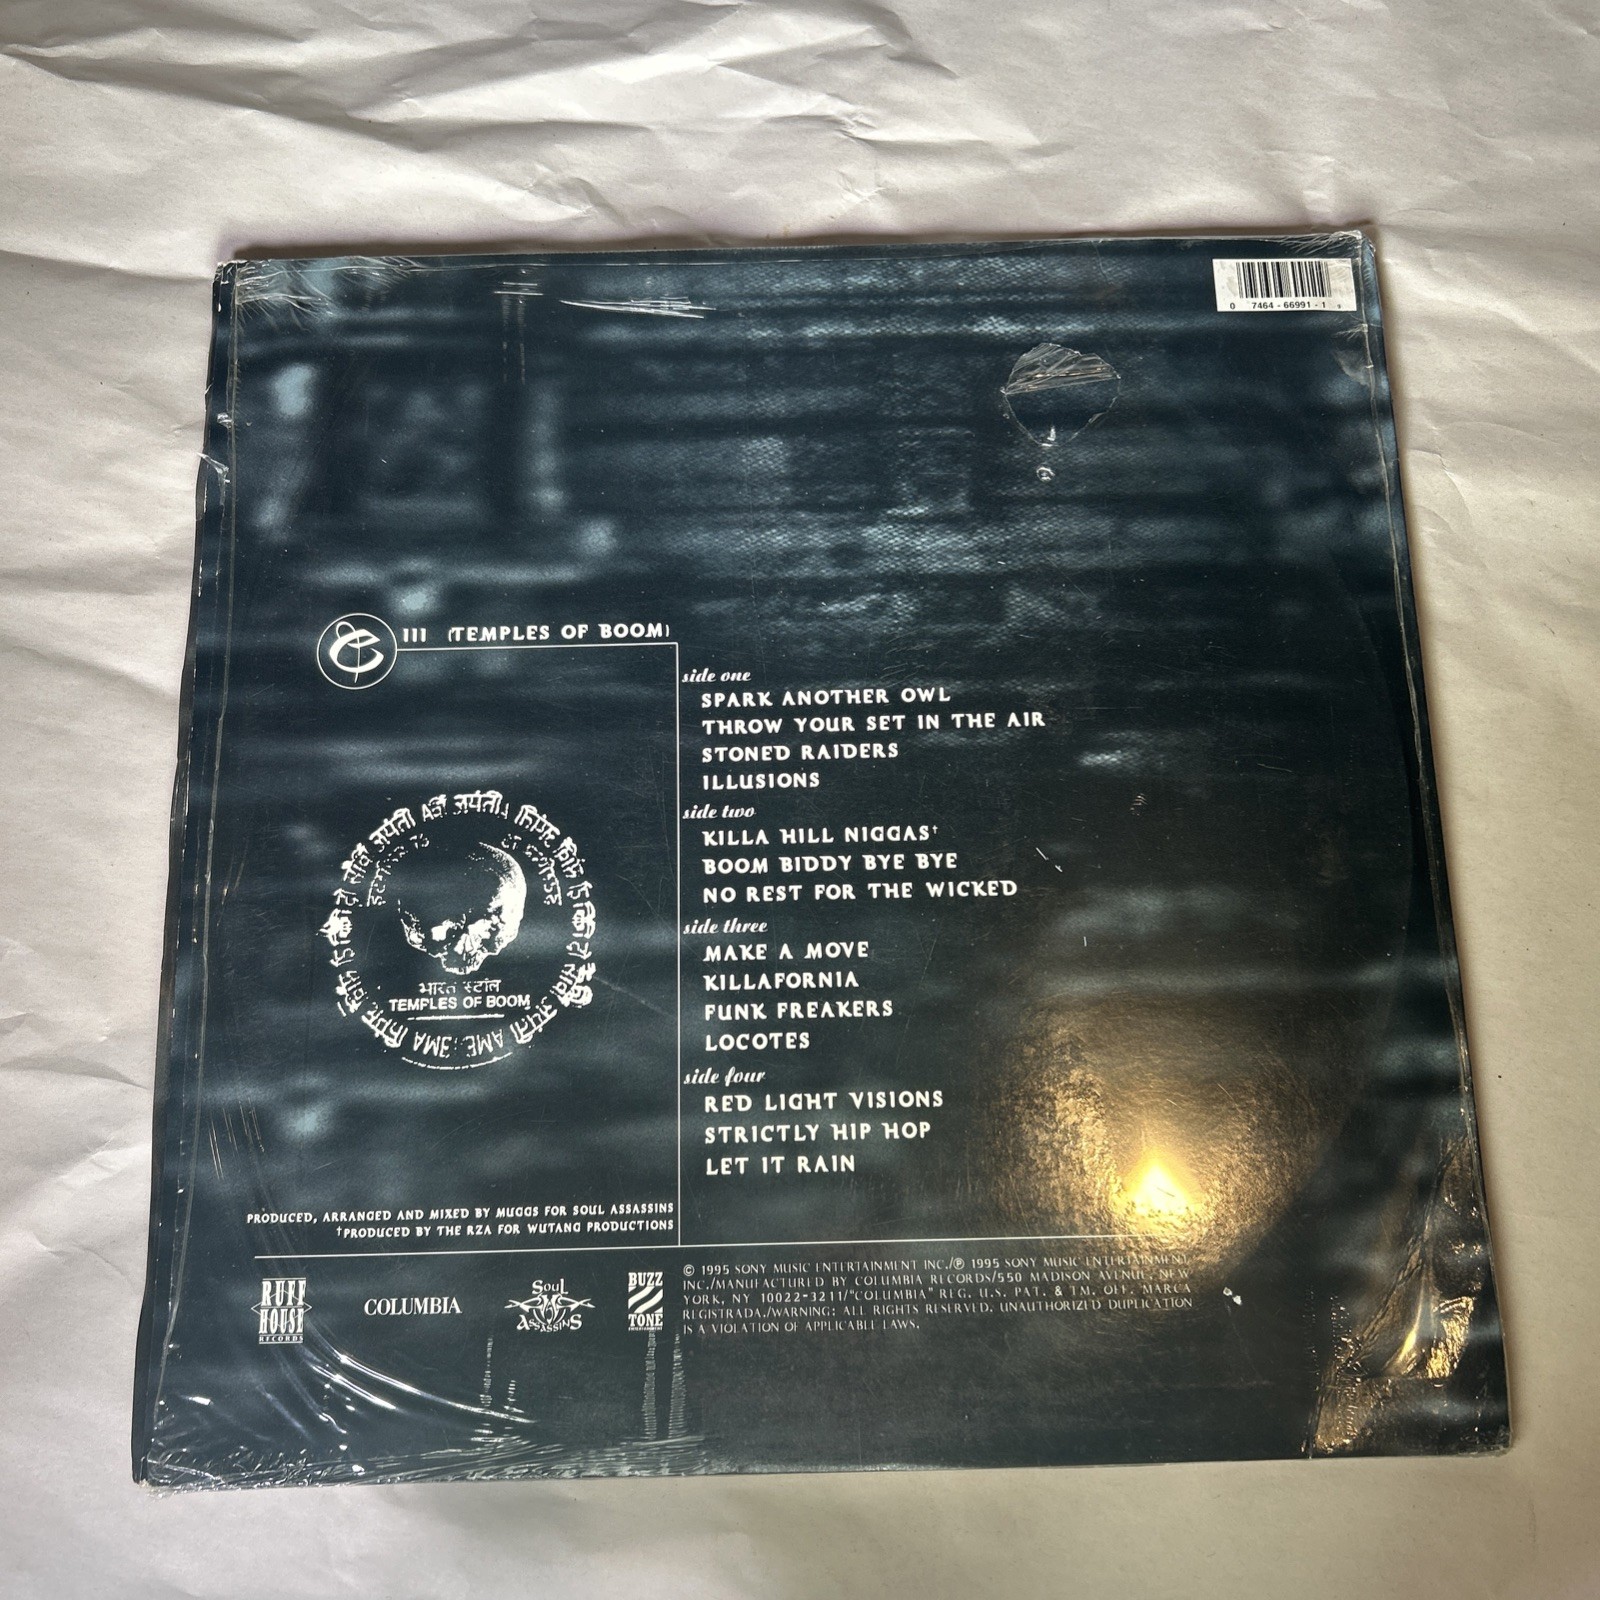 0 7464 - 66991 - 1 9
III (TEMPLES OF BOOM)
side one
SPARK ANOTHER OWL
THROW YOUR SET IN THE AIR
STONED RAIDERS
ILLUSIONS
side two
KILLA HILL NIGGAS†
BOOM BIDDY BYE BYE
NO REST FOR THE WICKED
side three
MAKE A MOVE
KILLAFORNIA
FUNK FREAKERS
LOCOTES
side four
RED LIGHT VISIONS
STRICTLY HIP HOP
LET IT RAIN
भारत स्टील
TEMPLES OF BOOM
PRODUCED, ARRANGED AND MIXED BY MUGGS FOR SOUL ASSASSINS
†PRODUCED BY THE RZA FOR WUTANG PRODUCTIONS
RUFF
HOUSE
RECORDS
COLUMBIA
Soul
ASSASSINS
BUZZ
TONE
© 1995 SONY MUSIC ENTERTAINMENT INC./℗ 1995 SONY MUSIC ENTERTAINMENT
INC./MANUFACTURED BY COLUMBIA RECORDS/550 MADISON AVENUE, NEW
YORK, NY 10022-3211/"COLUMBIA" REG. U.S. PAT. & TM. OFF. MARCA
REGISTRADA./WARNING: ALL RIGHTS RESERVED. UNAUTHORIZED DUPLICATION
IS A VIOLATION OF APPLICABLE LAWS.